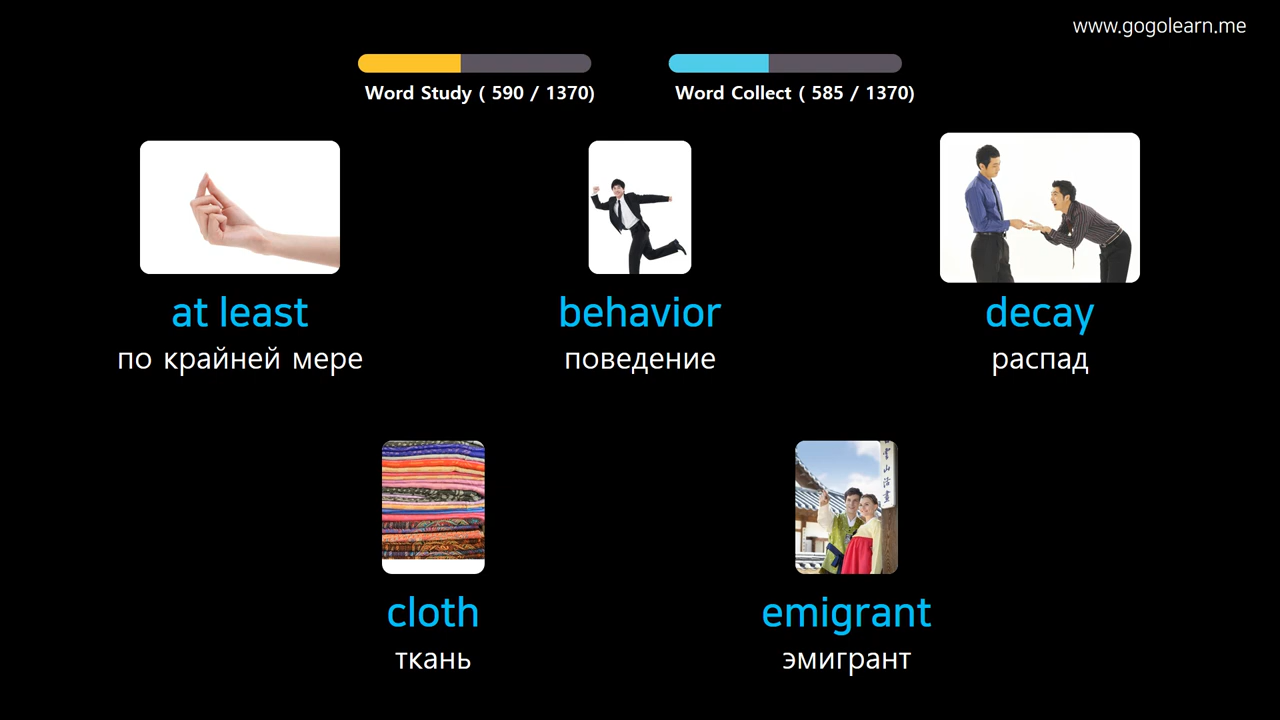 www.gogolearn.me
Word Study ( 590 / 1370)
Word Collect ( 585 / 1370)
at least
по крайней мере
behavior
поведение
decay
распад
cloth
ткань
emigrant
эмигрант